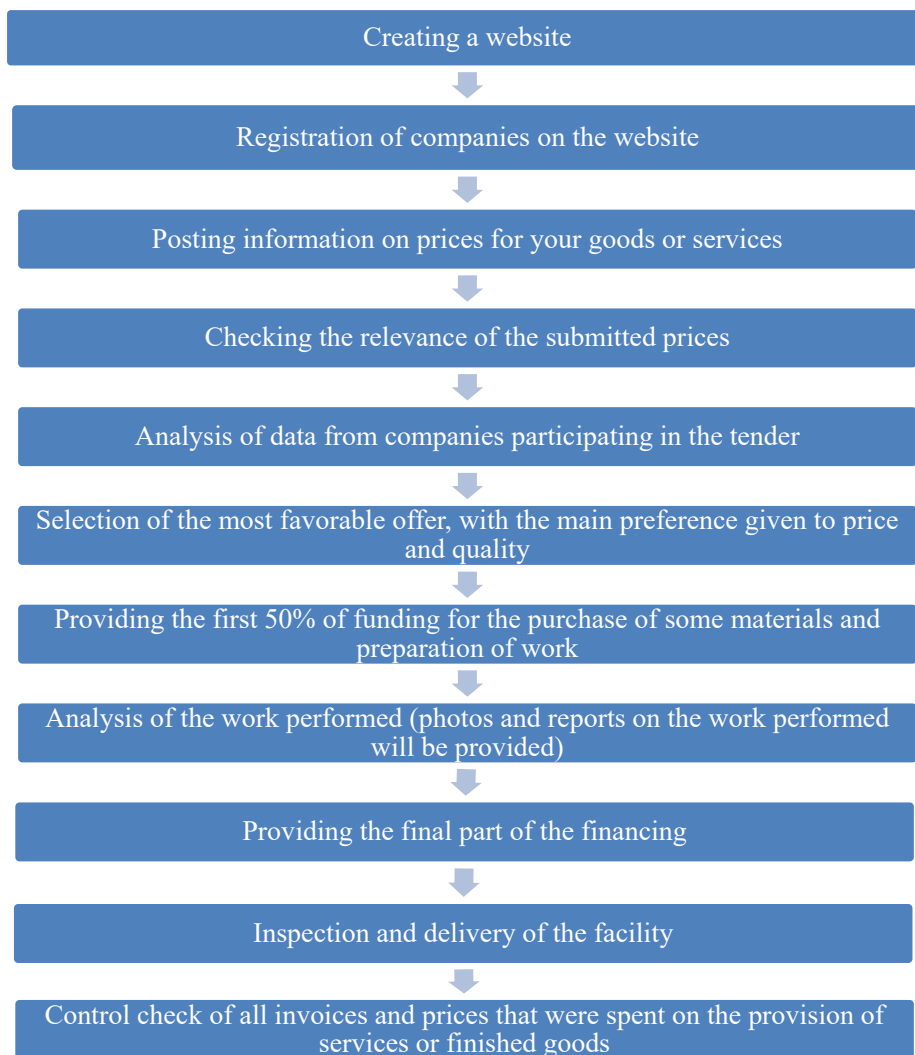 Creating a website
Registration of companies on the website
Posting information on prices for your goods or services
Checking the relevance of the submitted prices
Analysis of data from companies participating in the tender
Selection of the most favorable offer, with the main preference given to price
and quality
Providing the first 50% of funding for the purchase of some materials and
preparation of work
Analysis of the work performed (photos and reports on the work performed
will be provided)
Providing the final part of the financing
Inspection and delivery of the facility
Control check of all invoices and prices that were spent on the provision of
services or finished goods